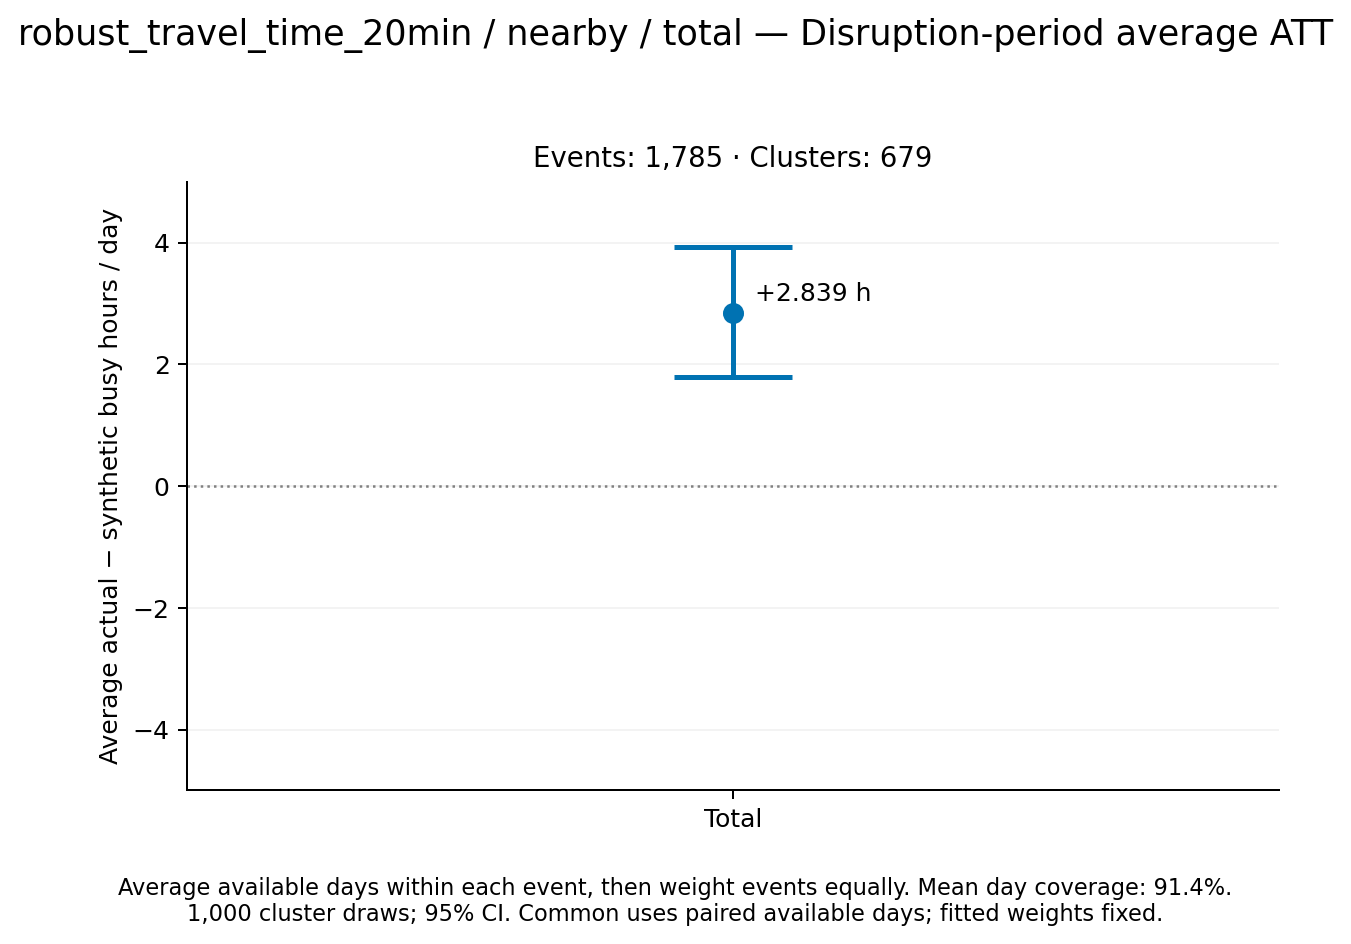 robust_travel_time_20min / nearby / total — Disruption-period average ATT
Events: 1,785 · Clusters: 679
Average actual − synthetic busy hours / day
4
2
0
−2
−4
+2.839 h
Total
Average available days within each event, then weight events equally. Mean day coverage: 91.4%.
1,000 cluster draws; 95% CI. Common uses paired available days; fitted weights fixed.